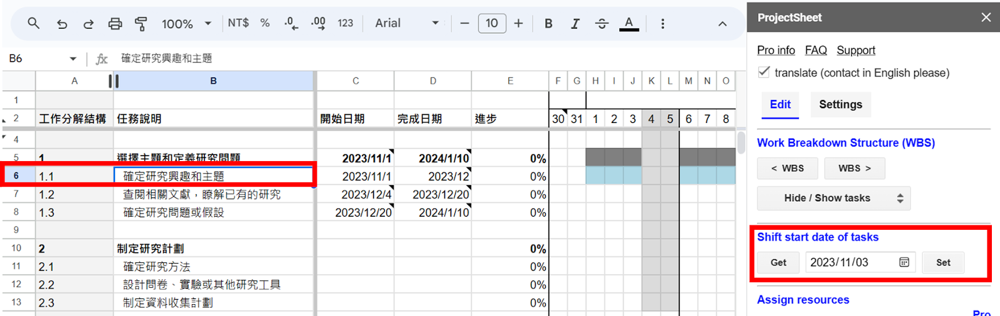 100% NT$ % .0 .00 123 Arial 10 B I S A
B6 fx 確定研究興趣和主題
A B C D E F G H I J K L M N O
1
2 工作分解結構 任務說明 開始日期 完成日期 進步 30 31 1 2 3 4 5 6 7 8
4
5 1 選擇主題和定義研究問題 2023/11/1 2024/1/10 0%
6 1.1 確定研究興趣和主題 2023/11/1 2023/12 0%
7 1.2 查閱相關文獻，瞭解已有的研究 2023/12/4 2023/12/20 0%
8 1.3 確定研究問題或假設 2023/12/20 2024/1/10 0%
9
10 2 制定研究計劃 0%
11 2.1 確定研究方法 0%
12 2.2 設計問卷、實驗或其他研究工具 0%
13 2.3 制定資料收集計劃 0%
ProjectSheet
Pro info FAQ Support
translate (contact in English please)
Edit Settings
Work Breakdown Structure (WBS)
< WBS WBS >
Hide / Show tasks
Shift start date of tasks
Get 2023/11/03 Set
Assign resources
Pro